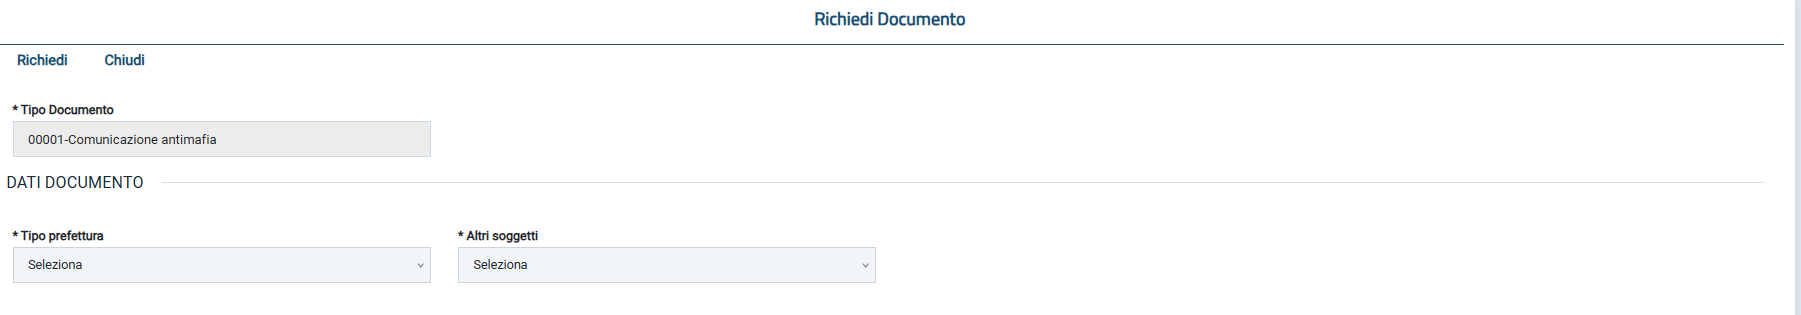 Richiedi Documento
Richiedi Chiudi
* Tipo Documento
00001-Comunicazione antimafia
DATI DOCUMENTO
* Tipo prefettura * Altri soggetti
Seleziona Seleziona